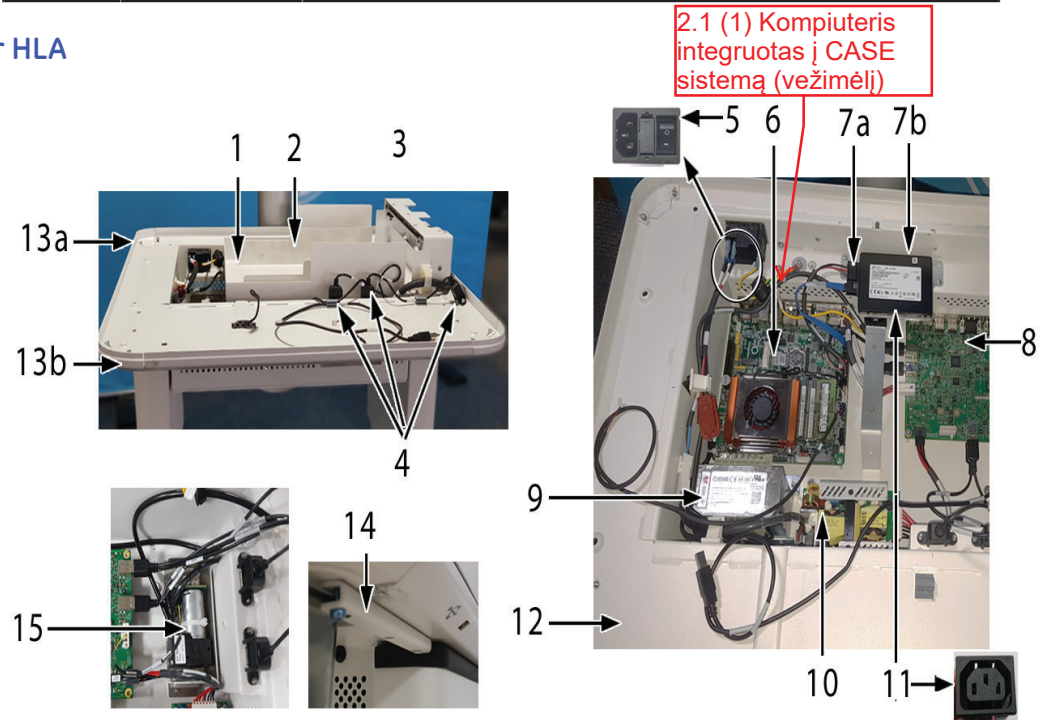 r HLA
2.1 (1) Kompiuteris
integruotas į CASE
sistemą (vežimėlį)
1
2
3
5
6
7a
7b
13a
8
13b
4
9
14
15
12
10
11